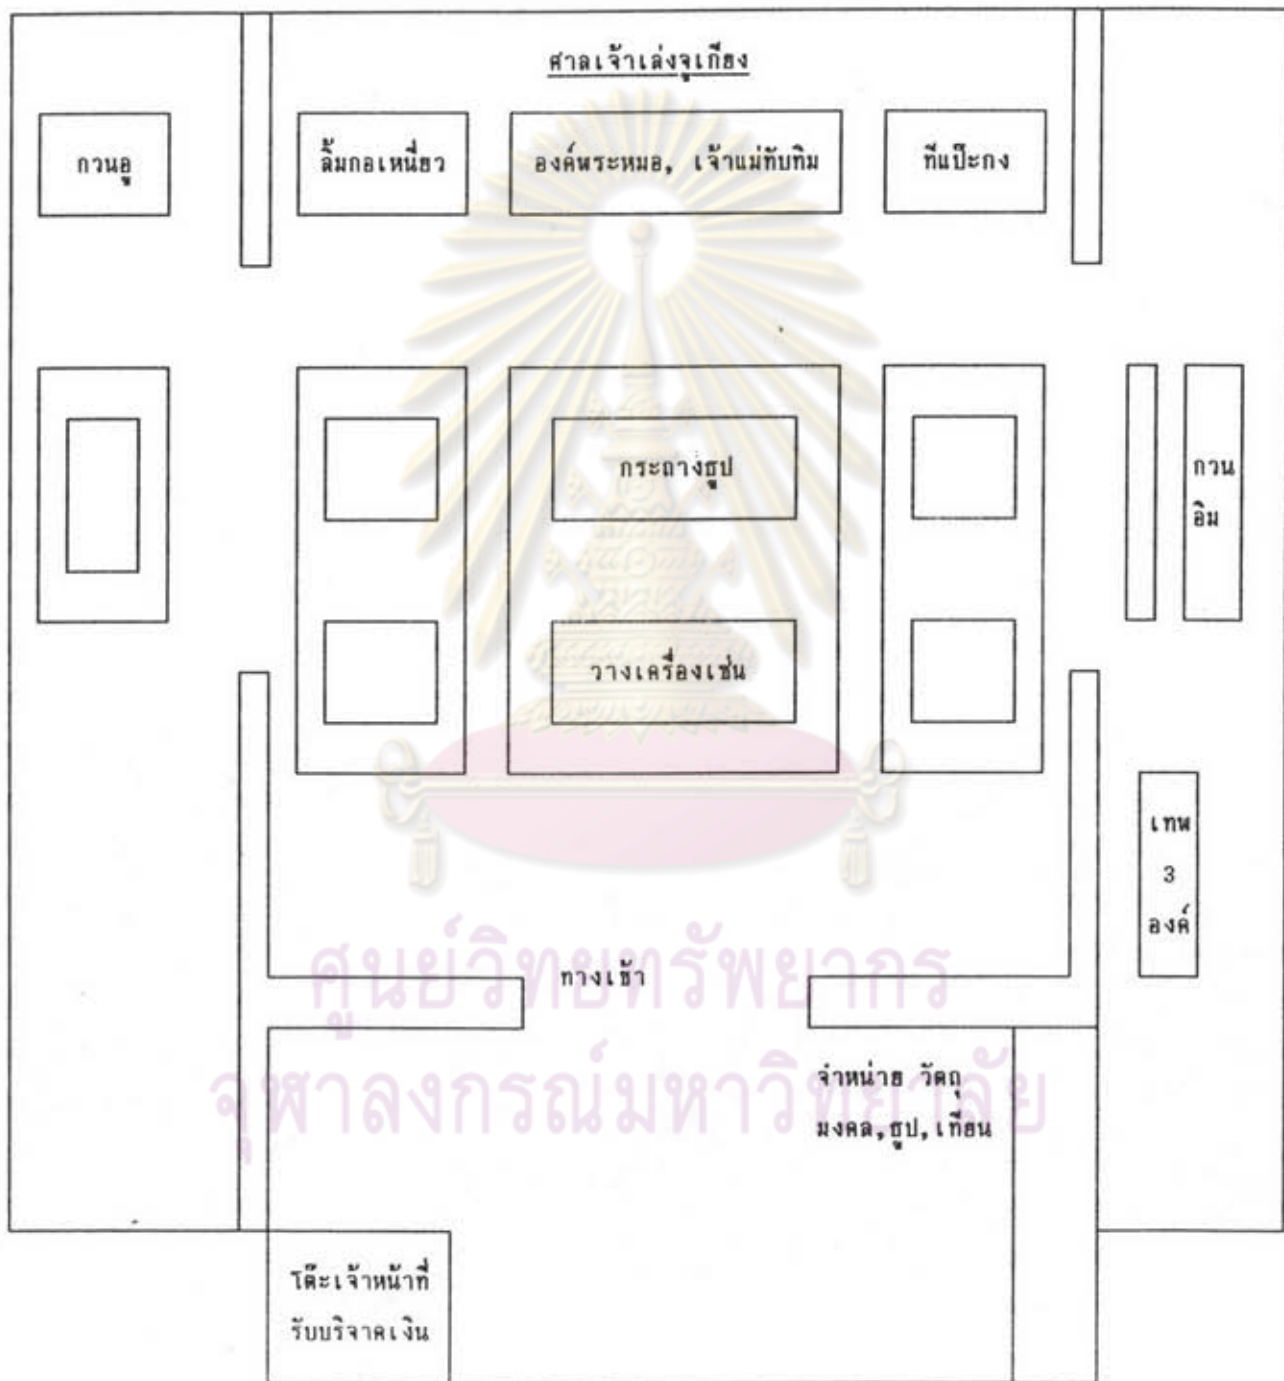 ศาลเจ้าเล่งจูเกียง
กวนอู
ลิ้มกอเหนี่ยว
องค์พระหมอ, เจ้าแม่ทับทิม
ที่แป๊ะกง
กระถางธูป
กวน
อิม
วางเครื่องเซ่น
เทพ
3
องค์
ทางเข้า
ศูนย์วิทยทรัพยากร
จุฬาลงกรณ์มหาวิทยาลัย
จำหน่าย วัตถุ
มงคล,ธูป,เทียน
โต๊ะเจ้าหน้าที่
รับบริจาคเงิน